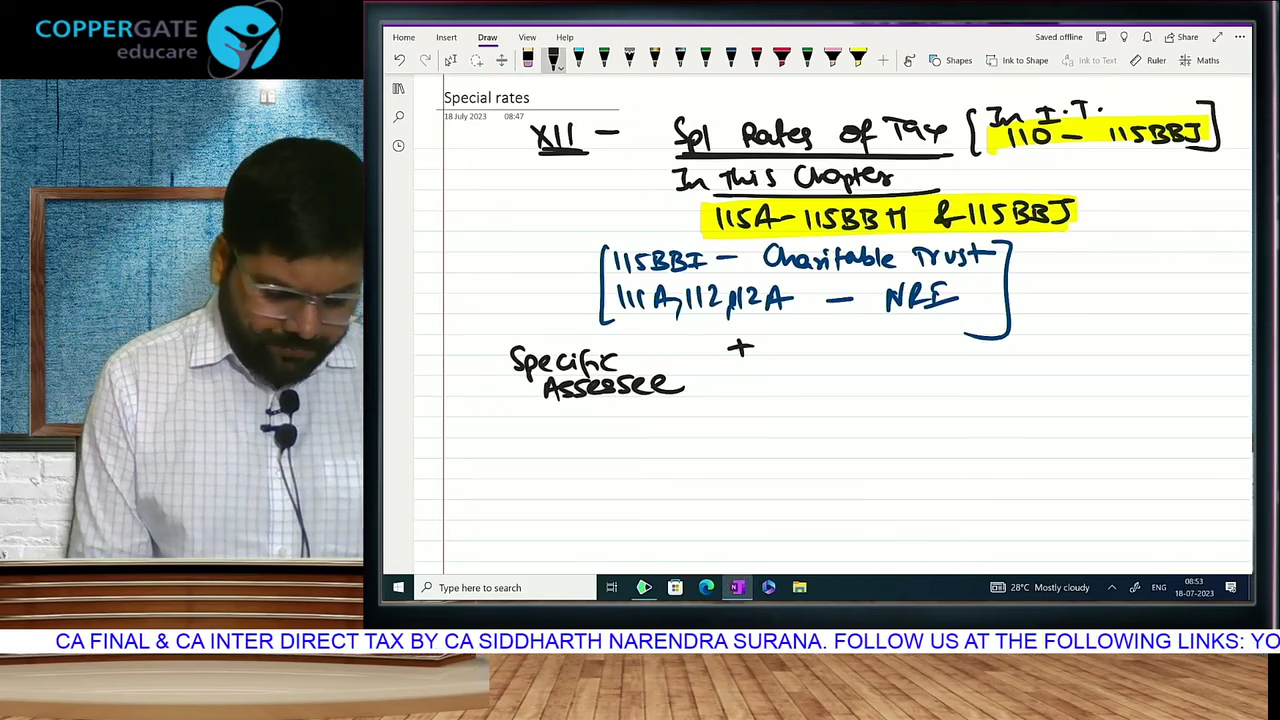 COPPERGATE
educare
Home Insert Draw View Help
Saved offline
Share
Shapes
Ink to Shape
Ink to Text
Ruler
Maths
Special rates
18 July 2023 08:47
XII - Spl Rates of Tax [In I.T. 110 - 115BBJ]
In This Chapter
115A - 115BBH & 115BBJ
115BBI - Charitable Trust
111A, 112, 112A - NRI
+
Specific
Assessee
Type here to search
28°C Mostly cloudy
ENG
08:53
18-07-2023
CA FINAL & CA INTER DIRECT TAX BY CA SIDDHARTH NARENDRA SURANA. FOLLOW US AT THE FOLLOWING LINKS: YO